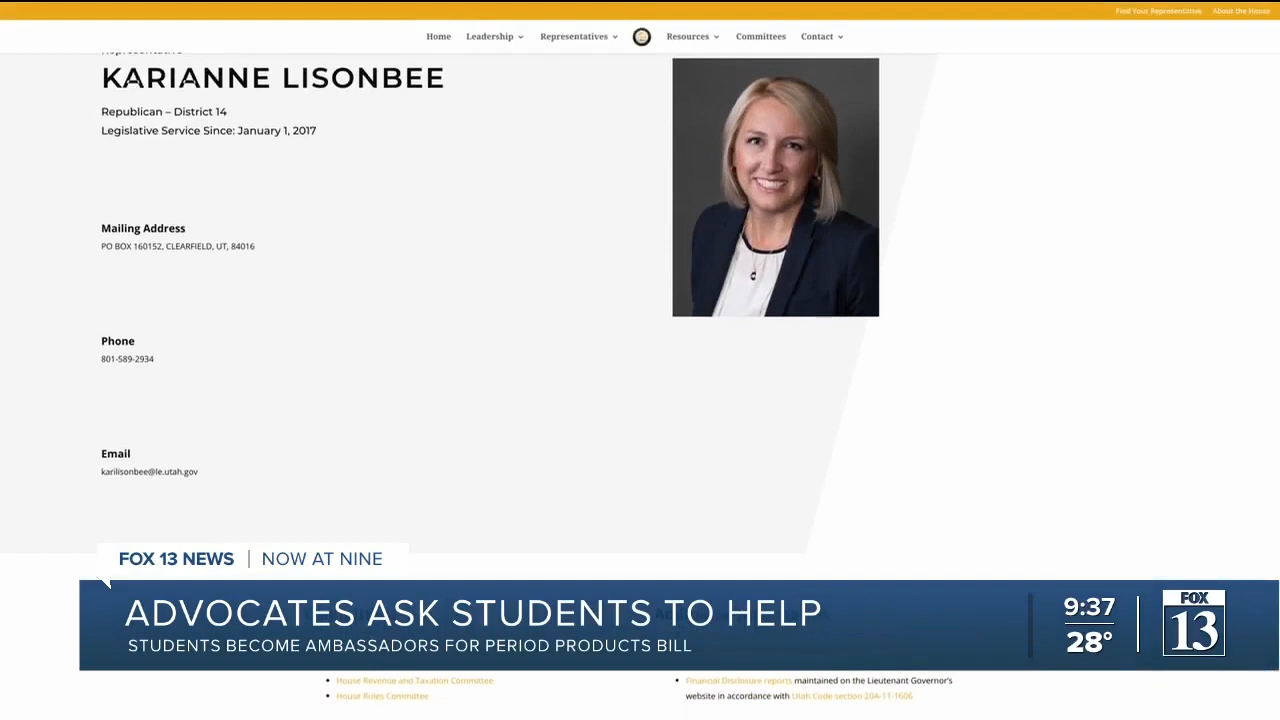 Find Your Representative About the House
Home Leadership Representatives Resources Committees Contact
Representative
KARIANNE LISONBEE
Republican – District 14
Legislative Service Since: January 1, 2017
Mailing Address
PO BOX 160152, CLEARFIELD, UT, 84016
Phone
801-589-2934
Email
karilisonbee@le.utah.gov
FOX 13 NEWS | NOW AT NINE
ADVOCATES ASK STUDENTS TO HELP
STUDENTS BECOME AMBASSADORS FOR PERIOD PRODUCTS BILL
9:37
28°
FOX
13
House Revenue and Taxation Committee
House Rules Committee
Financial Disclosure reports maintained on the Lieutenant Governor's
website in accordance with Utah Code section 20A-11-1606